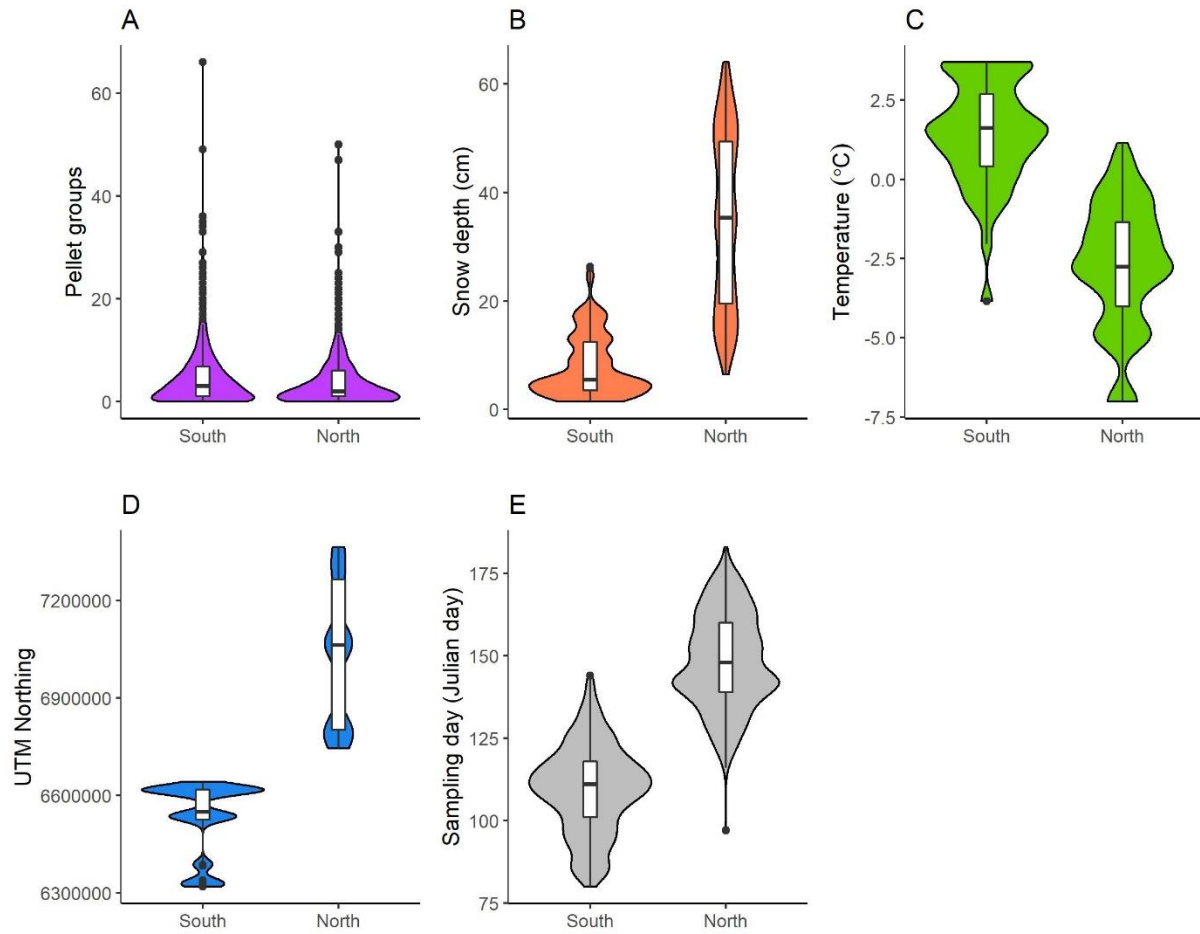 A
Pellet groups
60
40
20
0
South North
B
Snow depth (cm)
60
40
20
0
South North
C
Temperature (°C)
2.5
0.0
-2.5
-5.0
-7.5
South North
D
UTM Northing
7200000
6900000
6600000
6300000
South North
E
Sampling day (Julian day)
175
150
125
100
75
South North